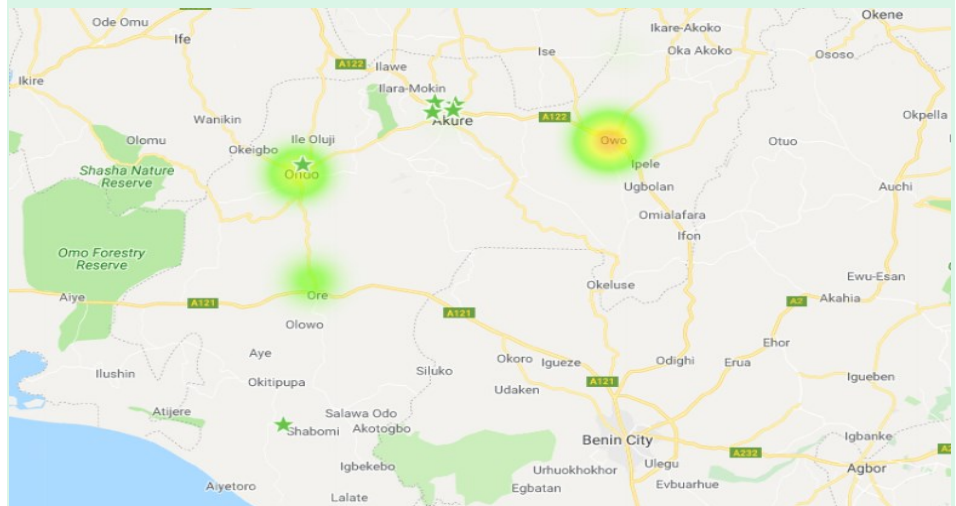 Ode Omu
Okene
Ife
Ikare-Akoko
Oka Akoko
Ise
Ososo
A122
Ilawe
Ikire
Ilara-Mokin
Akure
A122
Wanikin
Okpella
Olomu
Ile Oluji
Owo
Otuo
Okeigbo
Ipele
Shasha Nature
Reserve
Ondo
Ugbolan
Auchi
Omialafara
Ifon
Omo Forestry
Reserve
Ewu-Esan
Okeluse
Aiye
A121
Ore
A2
Akahia
A121
Olowo
Ehor
Aye
Okoro
Igueze
Odighi
Erua
Ilushin
Siluko
Igueben
Okitipupa
A121
Udaken
Atijere
Salawa Odo
Shabomi
Akotogbo
Benin City
Igbanke
A232
Igbekebo
Urhuokhokhor
Ulegu
Agbor
Aiyetoro
Egbatan
Evbuarhue
Lalate